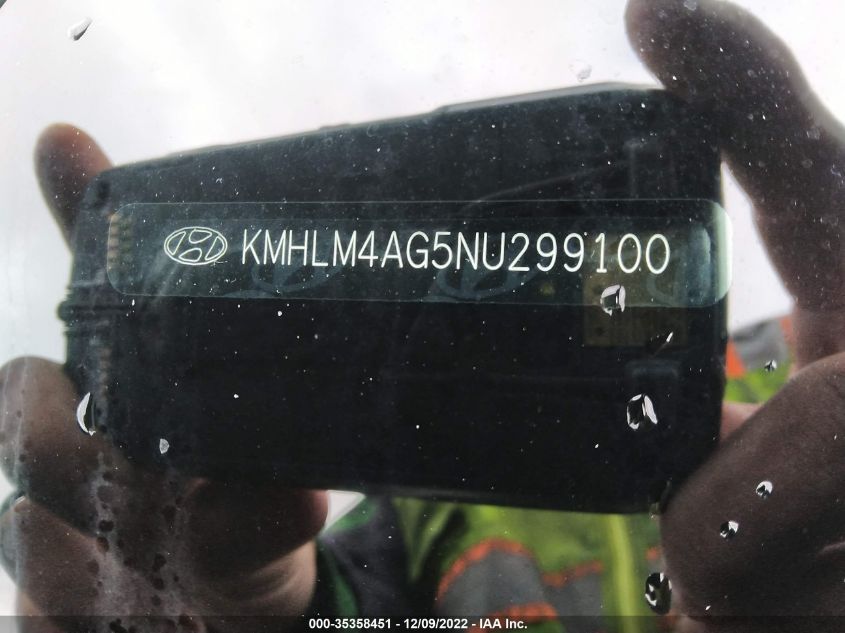 KMHLM4AG5NU299100
000-35358451 - 12/09/2022 - IAA Inc.